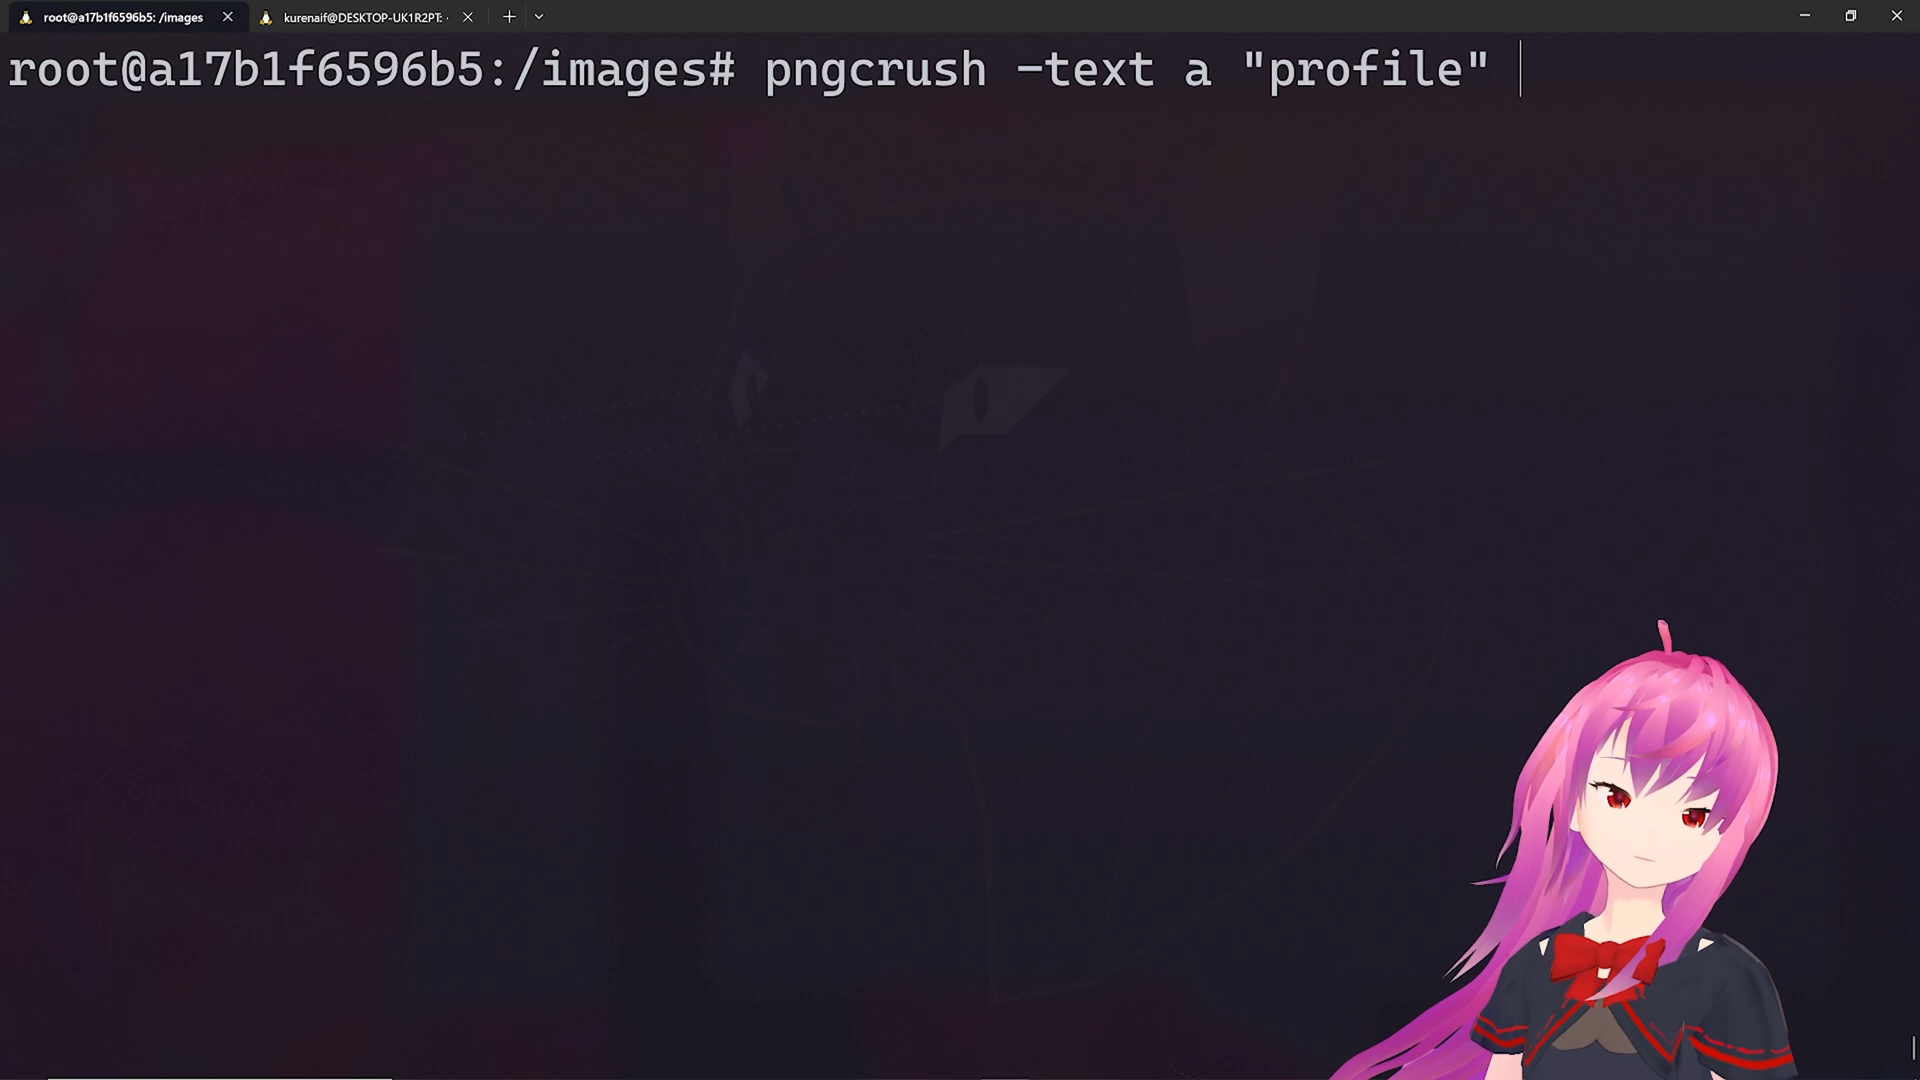 root@a17b1f6596b5: /images
kurenaif@DESKTOP-UK1R2PT:
root@a17b1f6596b5:/images# pngcrush -text a "profile"